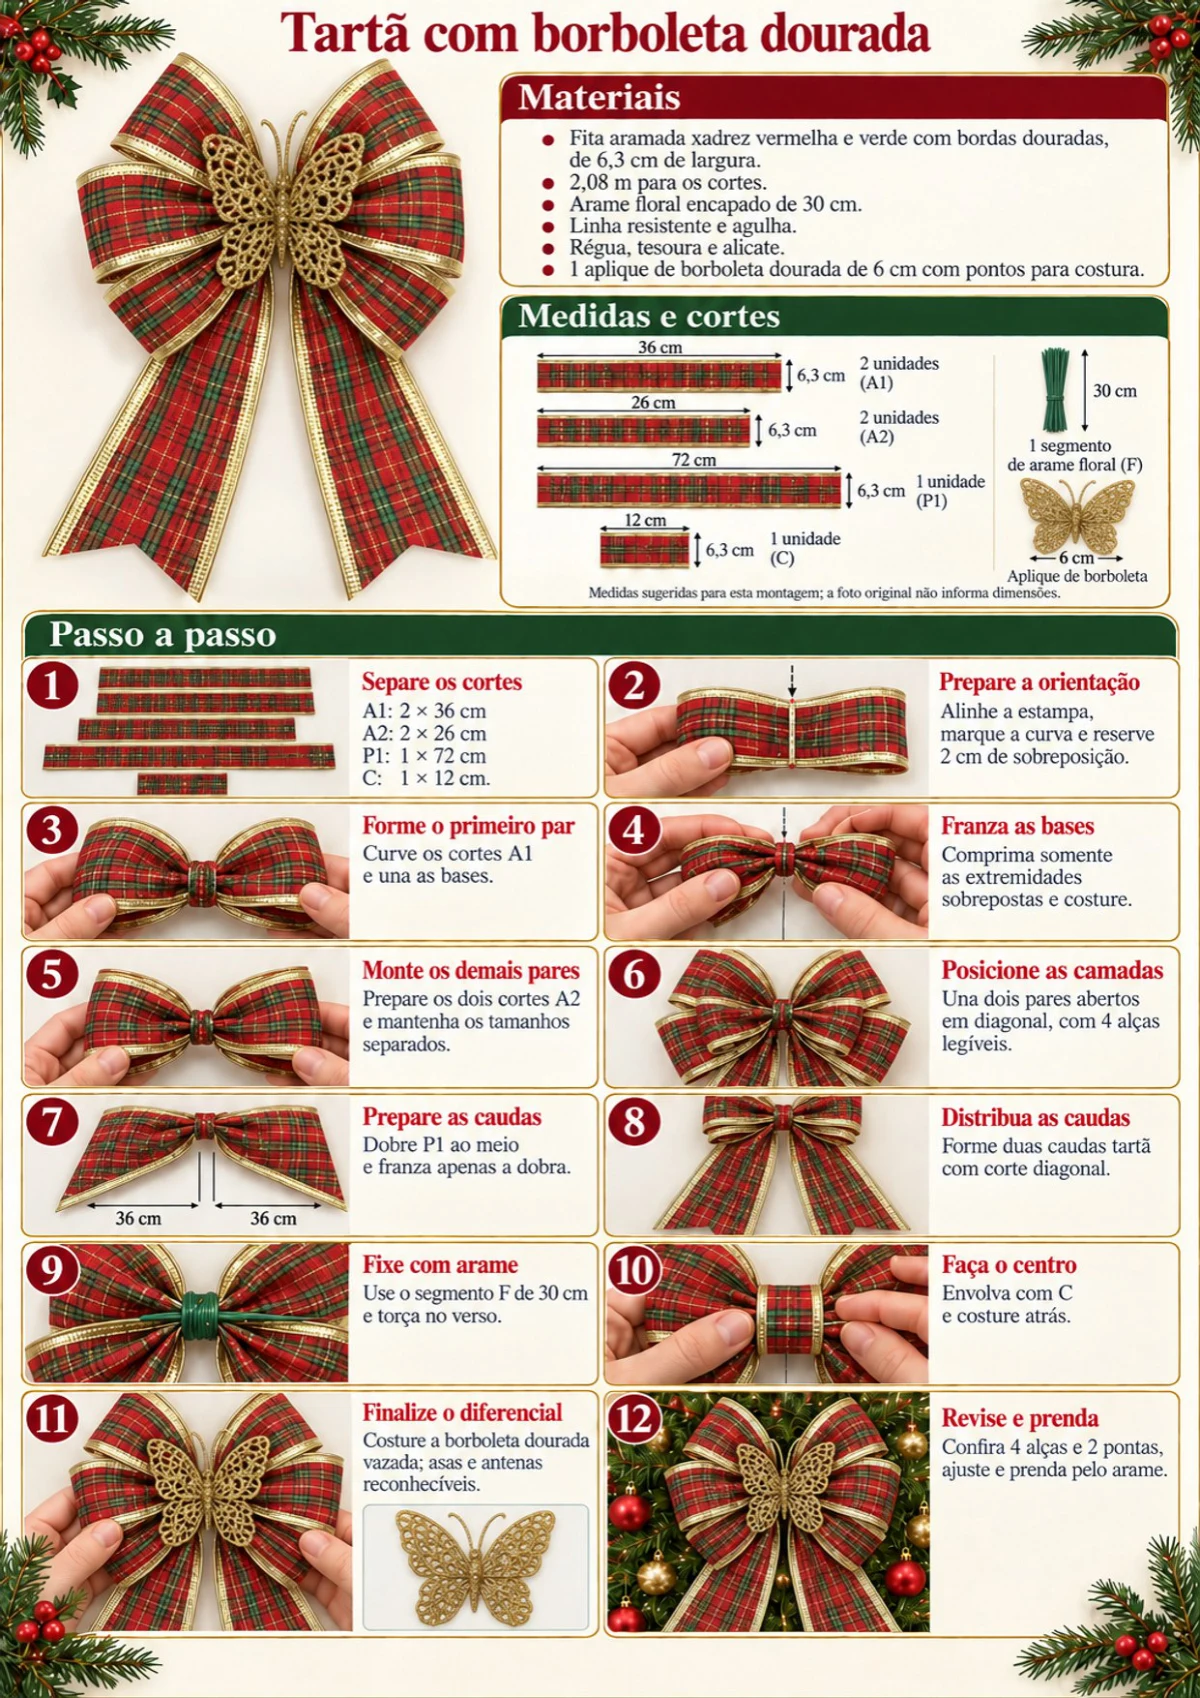 Tartã com borboleta dourada
Materiais
● Fita aramada xadrez vermelha e verde com bordas douradas,
de 6,3 cm de largura.
● 2,08 m para os cortes.
● Arame floral encapado de 30 cm.
● Linha resistente e agulha.
● Régua, tesoura e alicate.
● 1 aplique de borboleta dourada de 6 cm com pontos para costura.
Medidas e cortes
36 cm
6,3 cm
2 unidades
(A1)
26 cm
6,3 cm
2 unidades
(A2)
72 cm
6,3 cm
1 unidade
(P1)
12 cm
6,3 cm
1 unidade
(C)
30 cm
1 segmento
de arame floral (F)
6 cm
Aplique de borboleta
Medidas sugeridas para esta montagem; a foto original não informa dimensões.
Passo a passo
1
Separe os cortes
A1: 2 × 36 cm
A2: 2 × 26 cm
P1: 1 × 72 cm
C: 1 × 12 cm.
2
Prepare a orientação
Alinhe a estampa,
marque a curva e reserve
2 cm de sobreposição.
3
Forme o primeiro par
Curve os cortes A1
e una as bases.
4
Franza as bases
Comprima somente
as extremidades
sobrepostas e costure.
5
Monte os demais pares
Prepare os dois cortes A2
e mantenha os tamanhos
separados.
6
Posicione as camadas
Una dois pares abertos
em diagonal, com 4 alças
legíveis.
7
Prepare as caudas
Dobre P1 ao meio
e franza apenas a dobra.
36 cm
36 cm
8
Distribua as caudas
Forme duas caudas tartã
com corte diagonal.
9
Fixe com arame
Use o segmento F de 30 cm
e torça no verso.
10
Faça o centro
Envolva com C
e costure atrás.
11
Finalize o diferencial
Costure a borboleta dourada
vazada; asas e antenas
reconhecíveis.
12
Revise e prenda
Confira 4 alças e 2 pontas,
ajuste e prenda pelo arame.